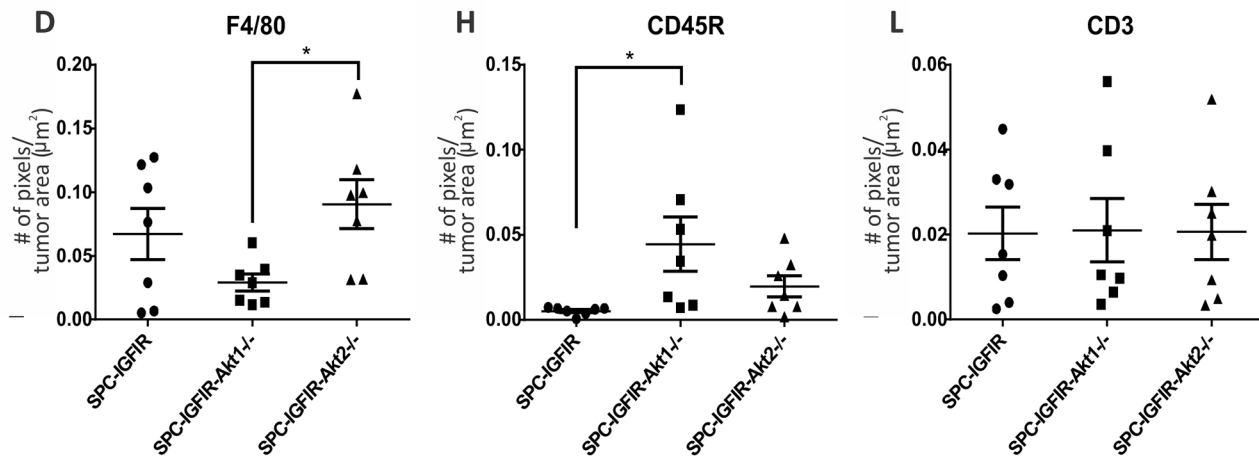 D
F4/80
*
# of pixels/
tumor area (µm²)
0.20
0.15
0.10
0.05
0.00
SPC-IGFIR
SPC-IGFIR-Akt1-/-
SPC-IGFIR-Akt2-/-
H
CD45R
*
# of pixels/
tumor area (µm²)
0.15
0.10
0.05
0.00
SPC-IGFIR
SPC-IGFIR-Akt1-/-
SPC-IGFIR-Akt2-/-
L
CD3
# of pixels/
tumor area (µm²)
0.06
0.04
0.02
0.00
SPC-IGFIR
SPC-IGFIR-Akt1-/-
SPC-IGFIR-Akt2-/-